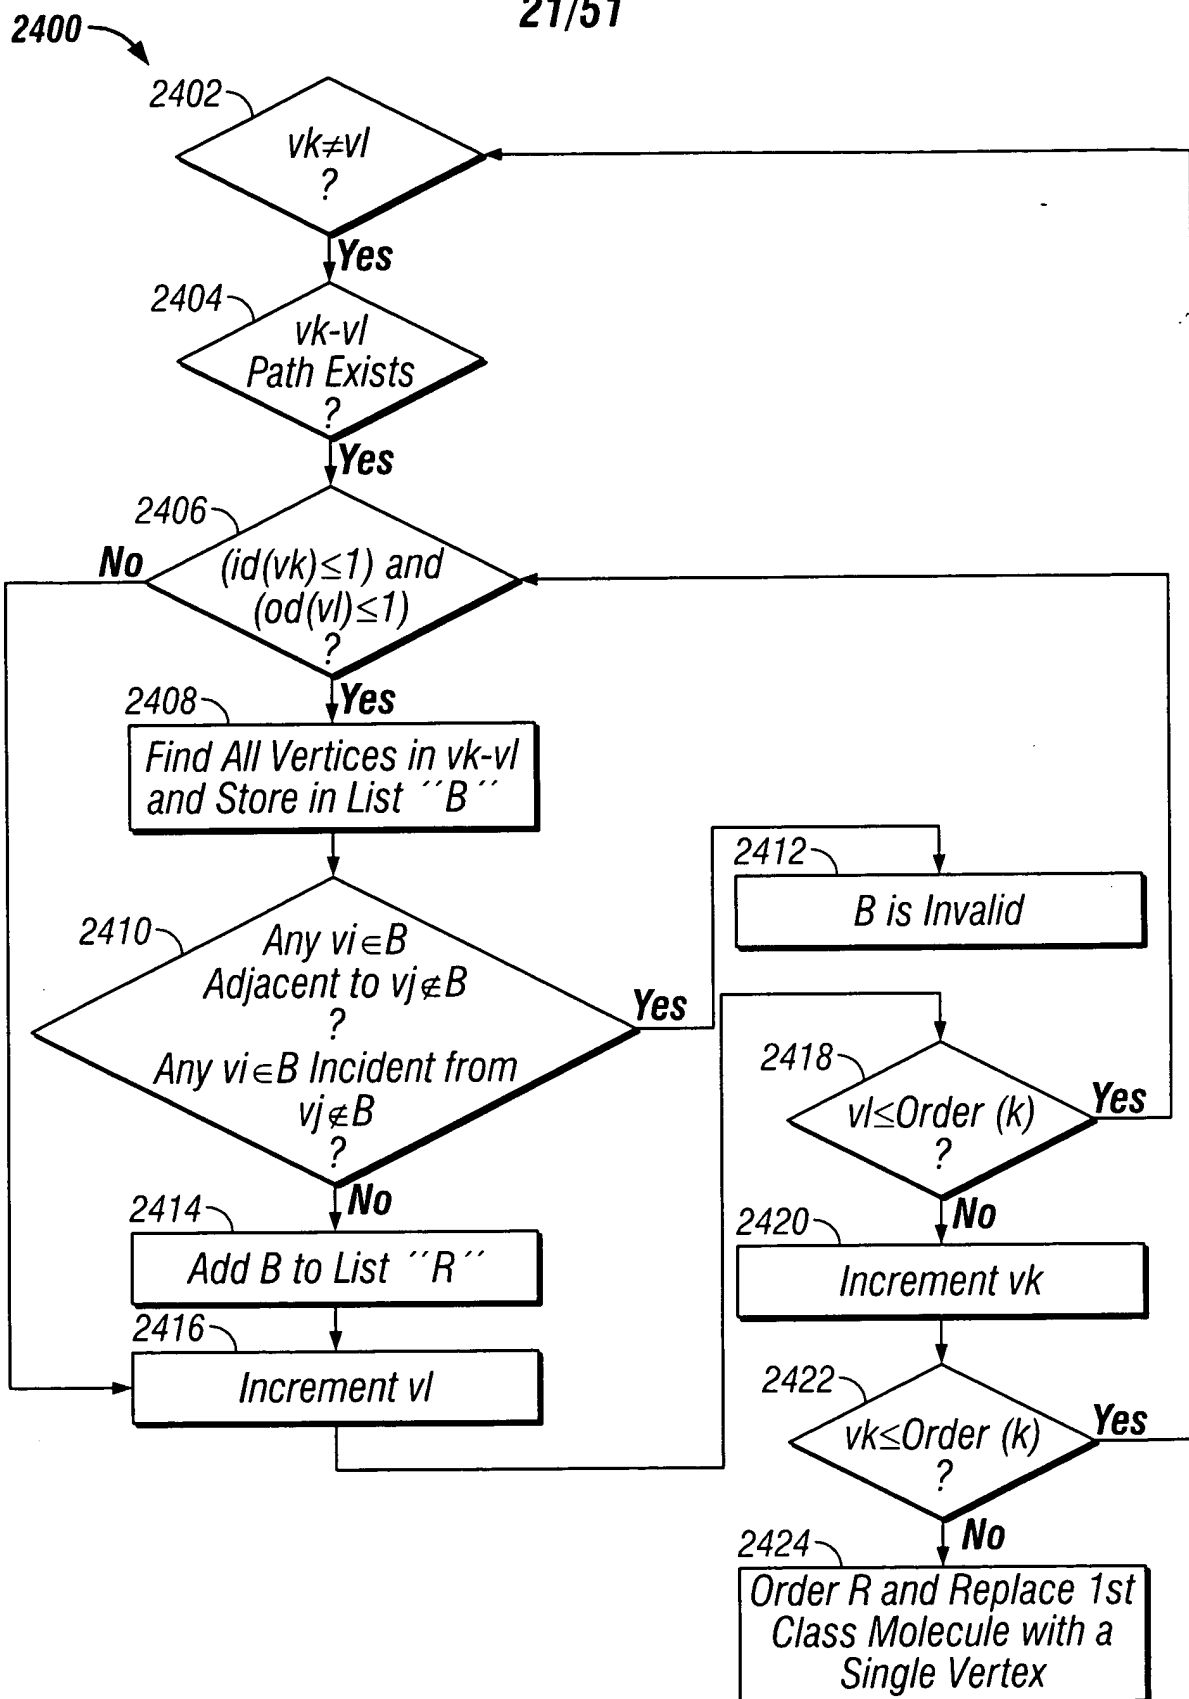 21/51
2400
2402
vk≠vl
?
Yes
2404
vk-vl
Path Exists
?
Yes
2406
No
(id(vk)≤1) and
(od(vl)≤1)
?
Yes
2408
Find All Vertices in vk-vl
and Store in List ´´B´´
2410
Any vi∈B
Adjacent to vj∉B
?
Any vi∈B Incident from
vj∉B
?
Yes
No
2412
B is Invalid
2414
Add B to List ´´R´´
2416
Increment vl
2418
vl≤Order (k)
?
Yes
No
2420
Increment vk
2422
vk≤Order (k)
?
Yes
No
2424
Order R and Replace 1st
Class Molecule with a
Single Vertex